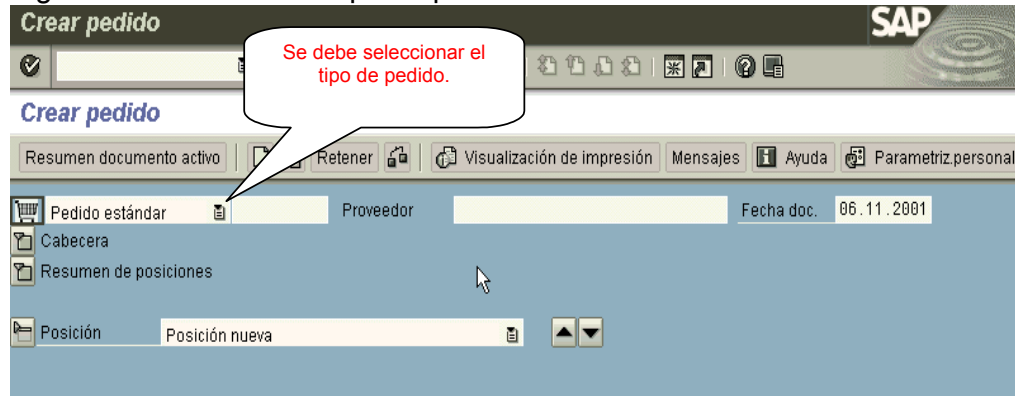 Crear pedido
SAP
Se debe seleccionar el
tipo de pedido.
Crear pedido
Resumen documento activo Retener Visualización de impresión Mensajes Ayuda Parametriz.personal
Pedido estándar Proveedor Fecha doc. 06.11.2001
Cabecera
Resumen de posiciones
Posición Posición nueva